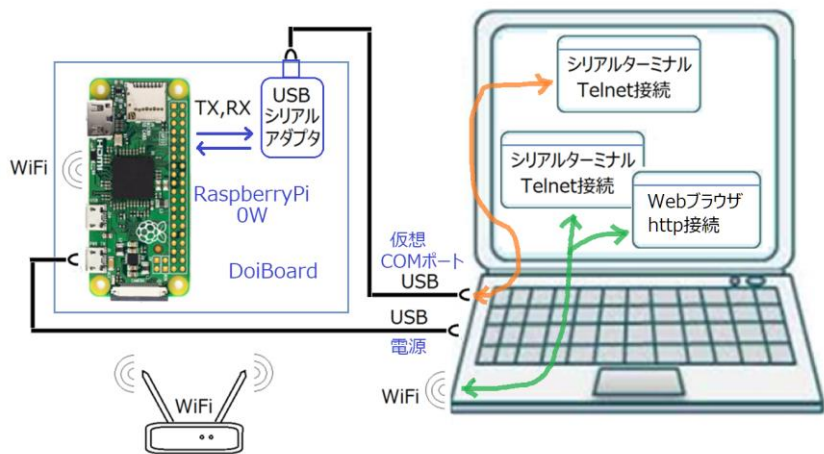 TX,RX
USB
シリアル
アダプタ
WiFi
RaspberryPi
0W
DoiBoard
仮想
COMポート
USB
USB
電源
WiFi
WiFi
シリアルターミナル
Telnet接続
シリアルターミナル
Telnet接続
Webブラウザ
http接続